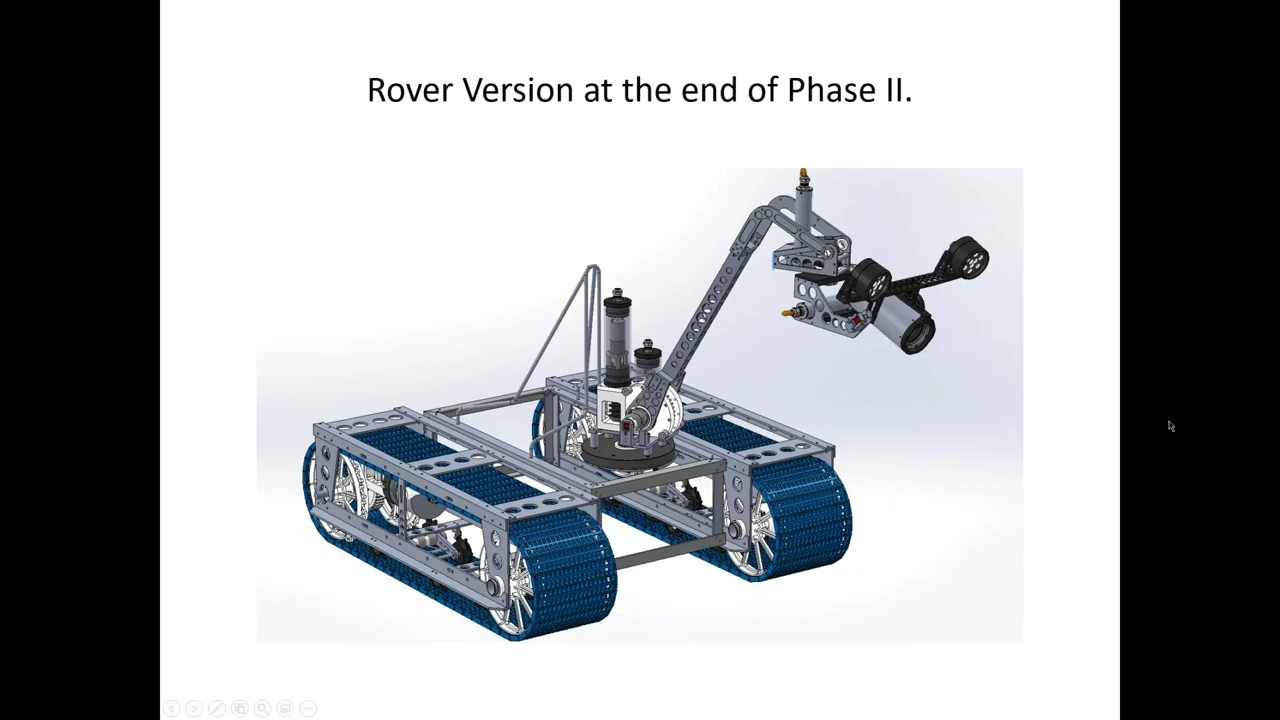 Rover Version at the end of Phase II.